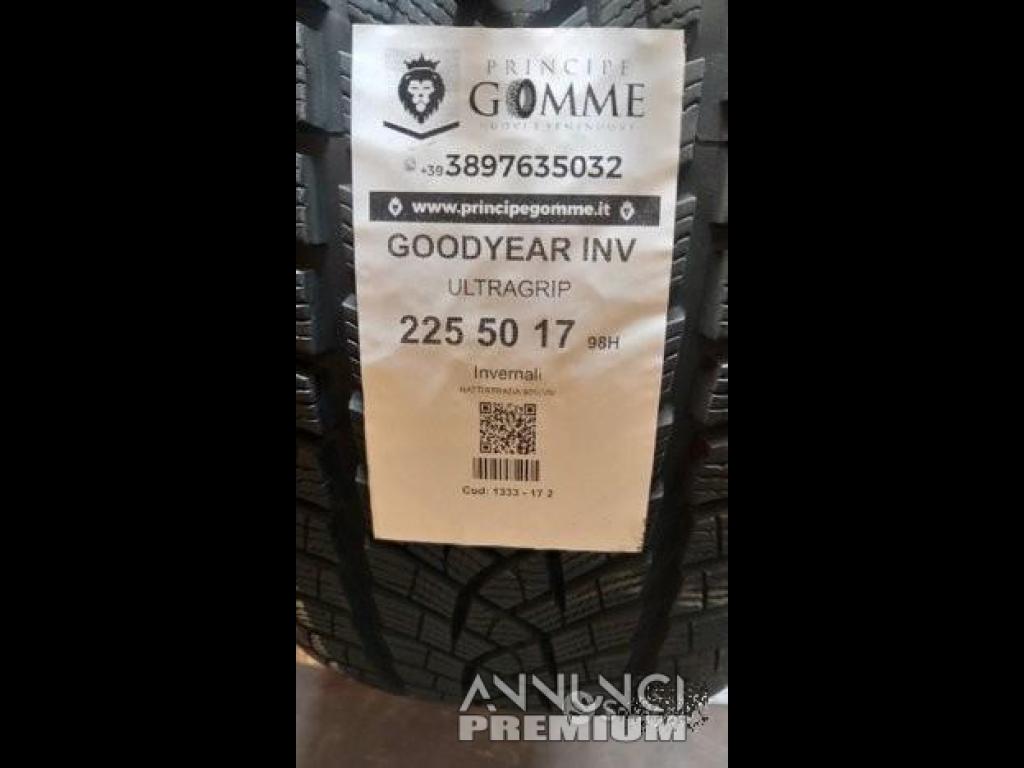 PRINCIPE
GOMME
+39 3897635032
www.principegomme.it
GOODYEAR INV
ULTRAGRIP
225 50 17 98H
Invernali
Cod: 1333 - 17 2
ANNUNCI
PREMIUM